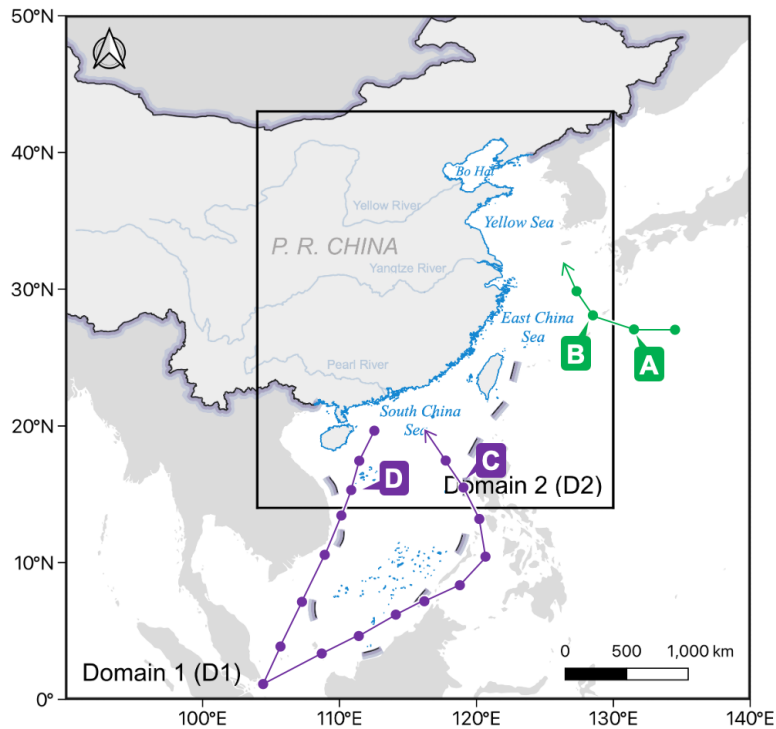 50°N
40°N
Bo Hai
Yellow River
Yellow Sea
P. R. CHINA
Yangtze River
30°N
East China
Sea
B
A
Pearl River
20°N
South China
Sea
C
D
Domain 2 (D2)
10°N
0 500 1,000 km
Domain 1 (D1)
0°
100°E 110°E 120°E 130°E 140°E